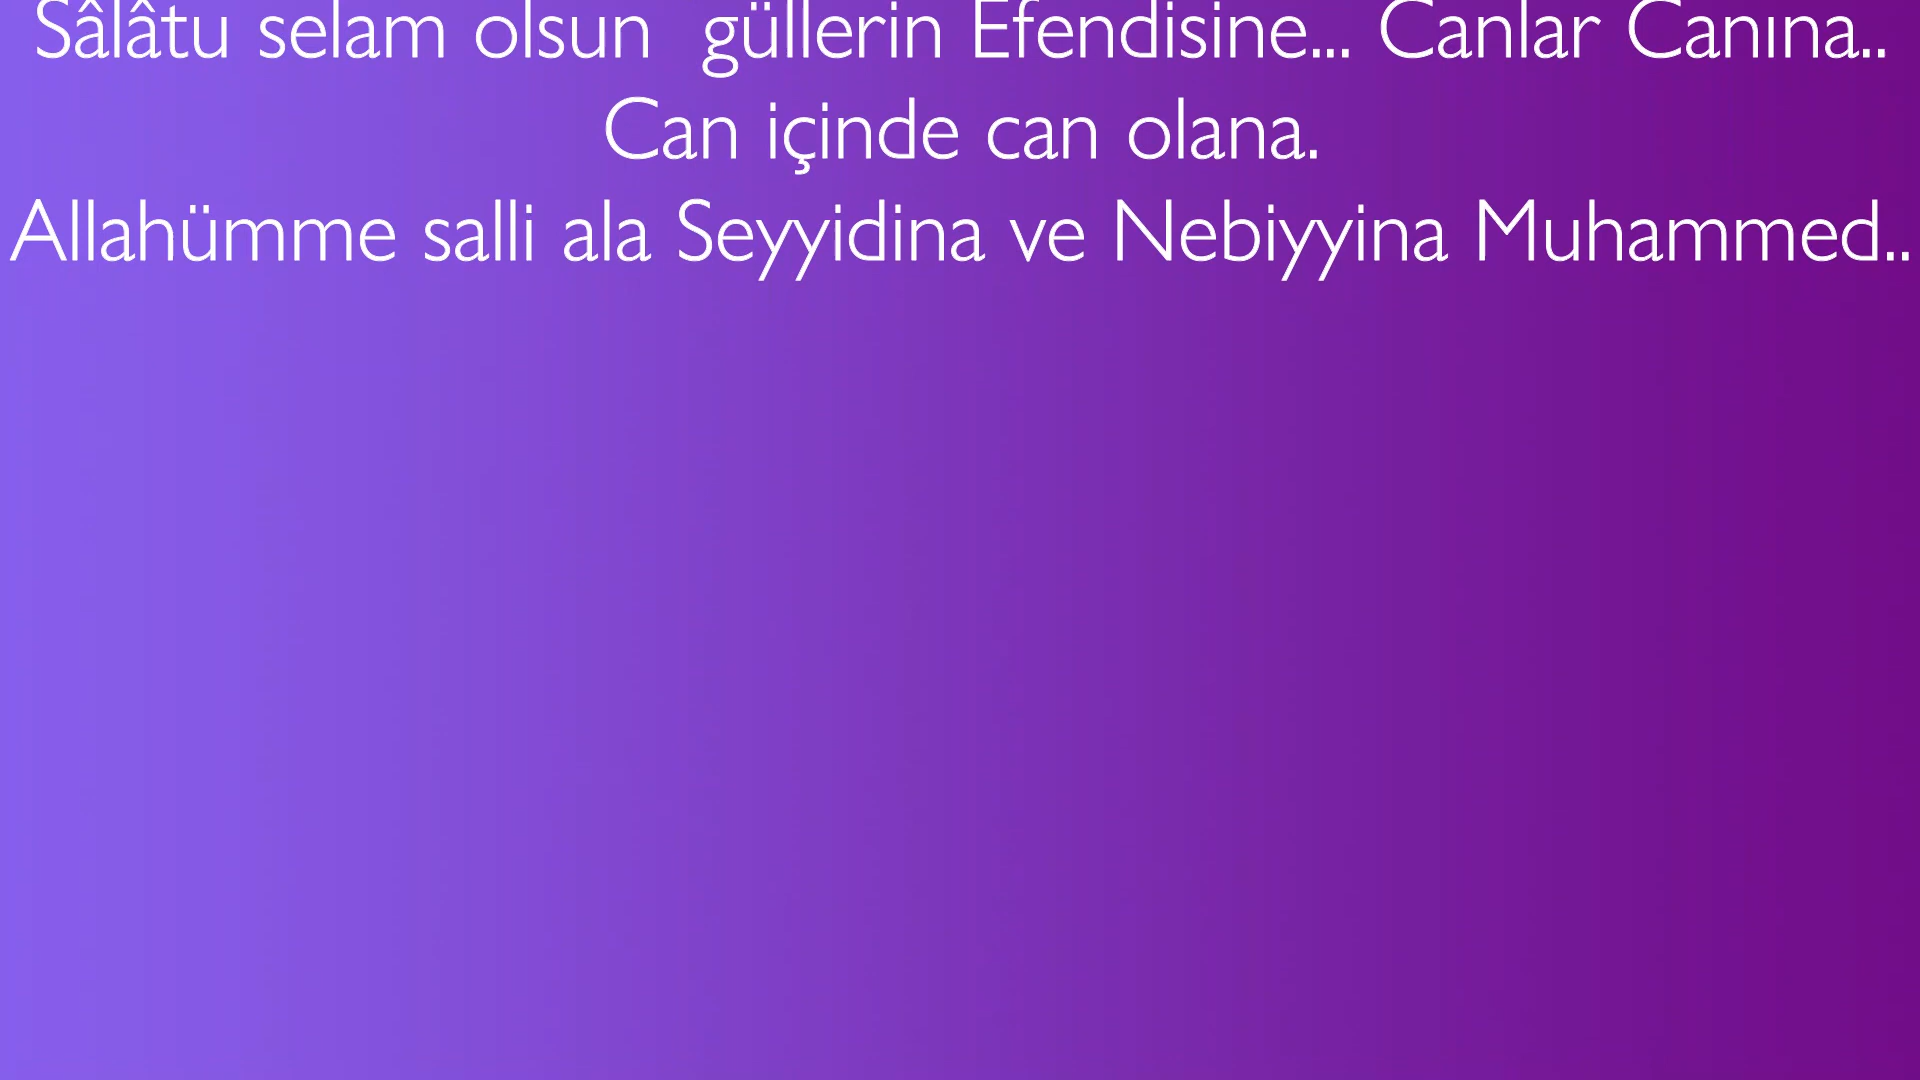 Sâlâtu selam olsun  güllerin Efendisine... Canlar Canına..
Can içinde can olana.
Allahümme salli ala Seyyidina ve Nebiyyina Muhammed..